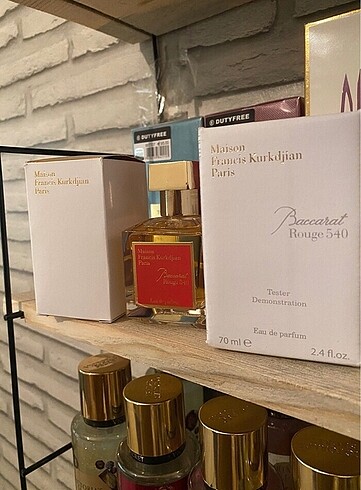 DUTYFREE
DUTYFREE
Maison
Francis Kurkdjian
Paris
Maison
Francis Kurkdjian
Paris
Baccarat
Rouge 540
Maison
Francis Kurkdjian
Paris
Baccarat
Rouge 540
Tester
Demonstration
Eau de parfum
70 ml e
2.4 fl.oz.